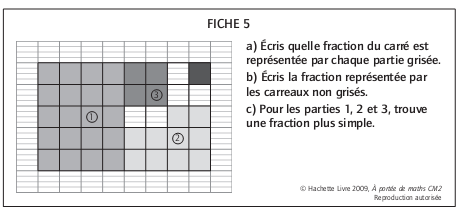 FICHE 5
a) Écris quelle fraction du carré est
représentée par chaque partie grisée.
b) Écris la fraction représentée par
les carreaux non grisés.
c) Pour les parties 1, 2 et 3, trouve
une fraction plus simple.
3
1
2
© Hachette Livre 2009, À portée de maths CM2
Reproduction autorisée